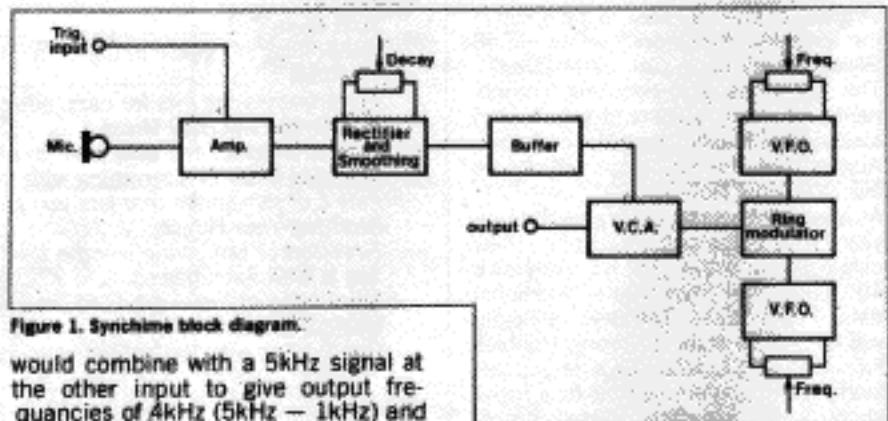 Trig.
input
Mic.
Amp.
Decay
Rectifier
and
Smoothing
Buffer
output
V.C.A.
Freq.
V.F.O.
Ring
modulator
V.F.O.
Freq.
Figure 1. Synchime block diagram.
would combine with a 5kHz signal at
the other input to give output fre-
quancies of 4kHz (5kHz — 1kHz) and